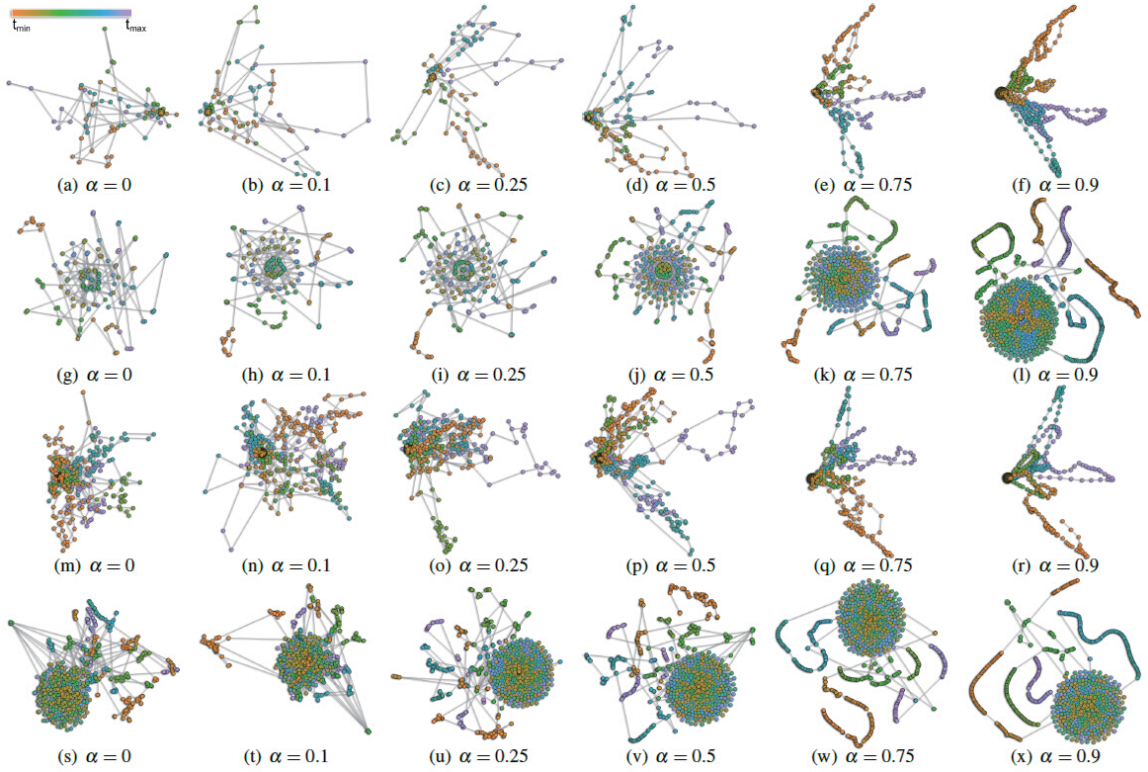 t_min t_max
(a) α = 0 (b) α = 0.1 (c) α = 0.25 (d) α = 0.5 (e) α = 0.75 (f) α = 0.9
(g) α = 0 (h) α = 0.1 (i) α = 0.25 (j) α = 0.5 (k) α = 0.75 (l) α = 0.9
(m) α = 0 (n) α = 0.1 (o) α = 0.25 (p) α = 0.5 (q) α = 0.75 (r) α = 0.9
(s) α = 0 (t) α = 0.1 (u) α = 0.25 (v) α = 0.5 (w) α = 0.75 (x) α = 0.9